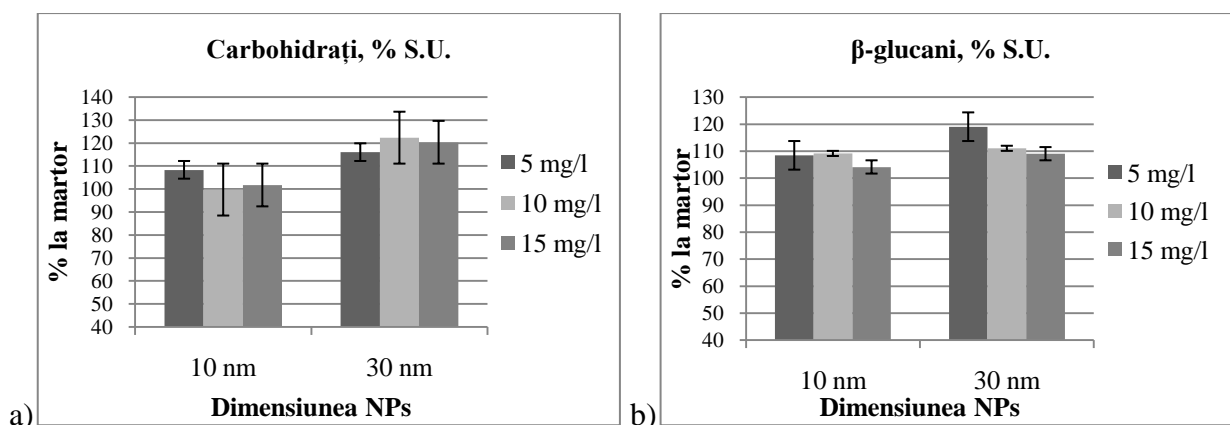 Carbohidrați, % S.U.
% la martor
140
130
120
110
100
90
80
70
60
50
40
10 nm
30 nm
Dimensiunea NPs
5 mg/l
10 mg/l
15 mg/l
a)
β-glucani, % S.U.
% la martor
130
120
110
100
90
80
70
60
50
40
10 nm
30 nm
Dimensiunea NPs
5 mg/l
10 mg/l
15 mg/l
b)